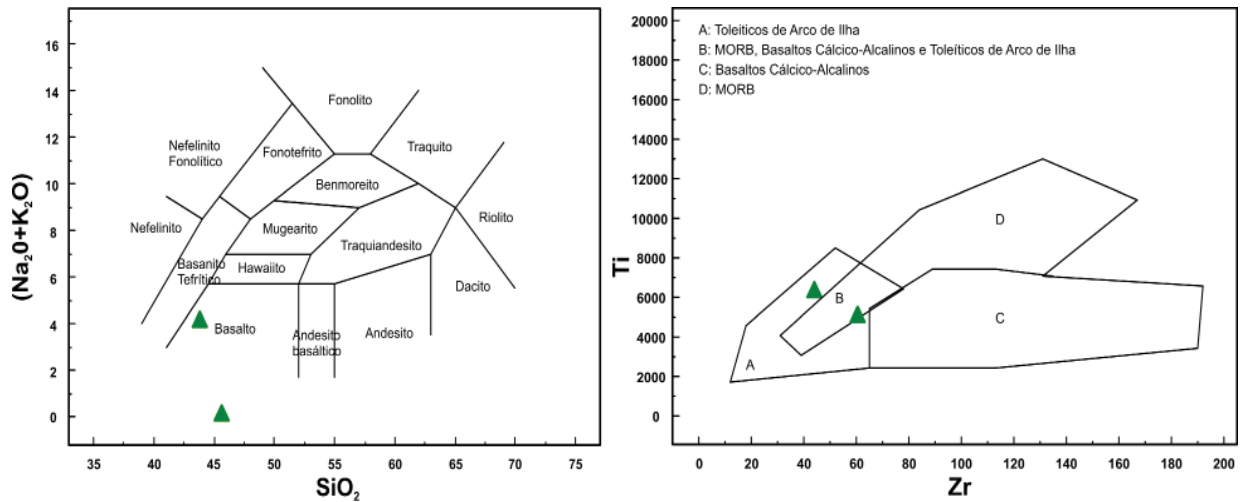 16
14
12
10
8
6
4
2
0
(Na₂0+K₂O)
Fonolito
Nefelinito
Fonolítico
Fonotefrito
Traquito
Benmoreito
Nefelinito
Mugearito
Riolito
Traquiandesito
Basanito
Tefrítico
Hawaiito
Dacito
Basalto
Andesito
basáltico
Andesito
35 40 45 50 55 60 65 70 75
SiO₂
20000
18000
16000
14000
12000
10000
8000
6000
4000
2000
0
Ti
A: Toleiticos de Arco de Ilha
B: MORB, Basaltos Cálcico-Alcalinos e Toleíticos de Arco de Ilha
C: Basaltos Cálcico-Alcalinos
D: MORB
D
B
C
A
0 20 40 60 80 100 120 140 160 180 200
Zr